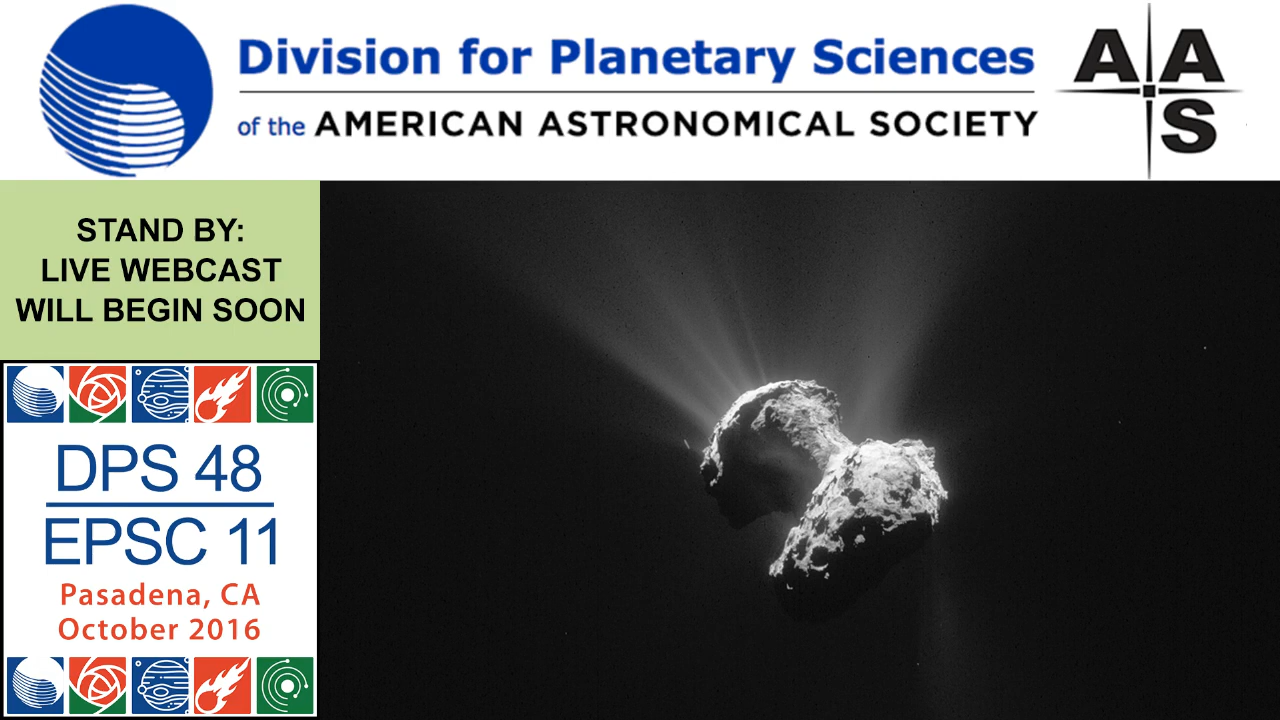 Division for Planetary Sciences
of the AMERICAN ASTRONOMICAL SOCIETY
AA
S
STAND BY:
LIVE WEBCAST
WILL BEGIN SOON
DPS 48
EPSC 11
Pasadena, CA
October 2016